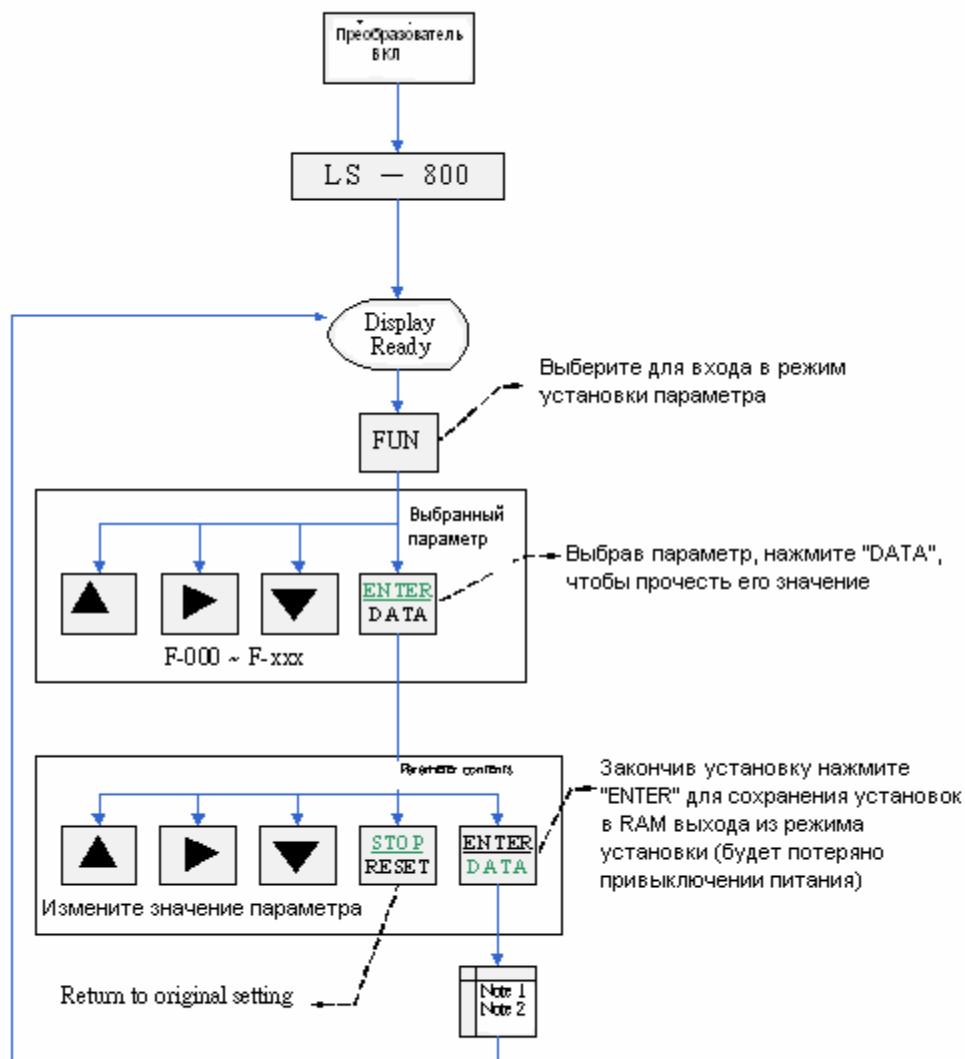 Преобразователь
ВКЛ
LS — 800
Display
Ready
Выберите для входа в режим
установки параметра
FUN
Выбранный
параметр
Выбрав параметр, нажмите "DATA",
чтобы прочесть его значение
ENTER
DATA
F-000 ~ F-xxx
Parameter contents
Закончив установку нажмите
"ENTER" для сохранения установок
в RAM выхода из режима
установки (будет потеряно
привыключении питания)
STOP
RESET
ENTER
DATA
Измените значение параметра
Return to original setting
Note 1
Note 2